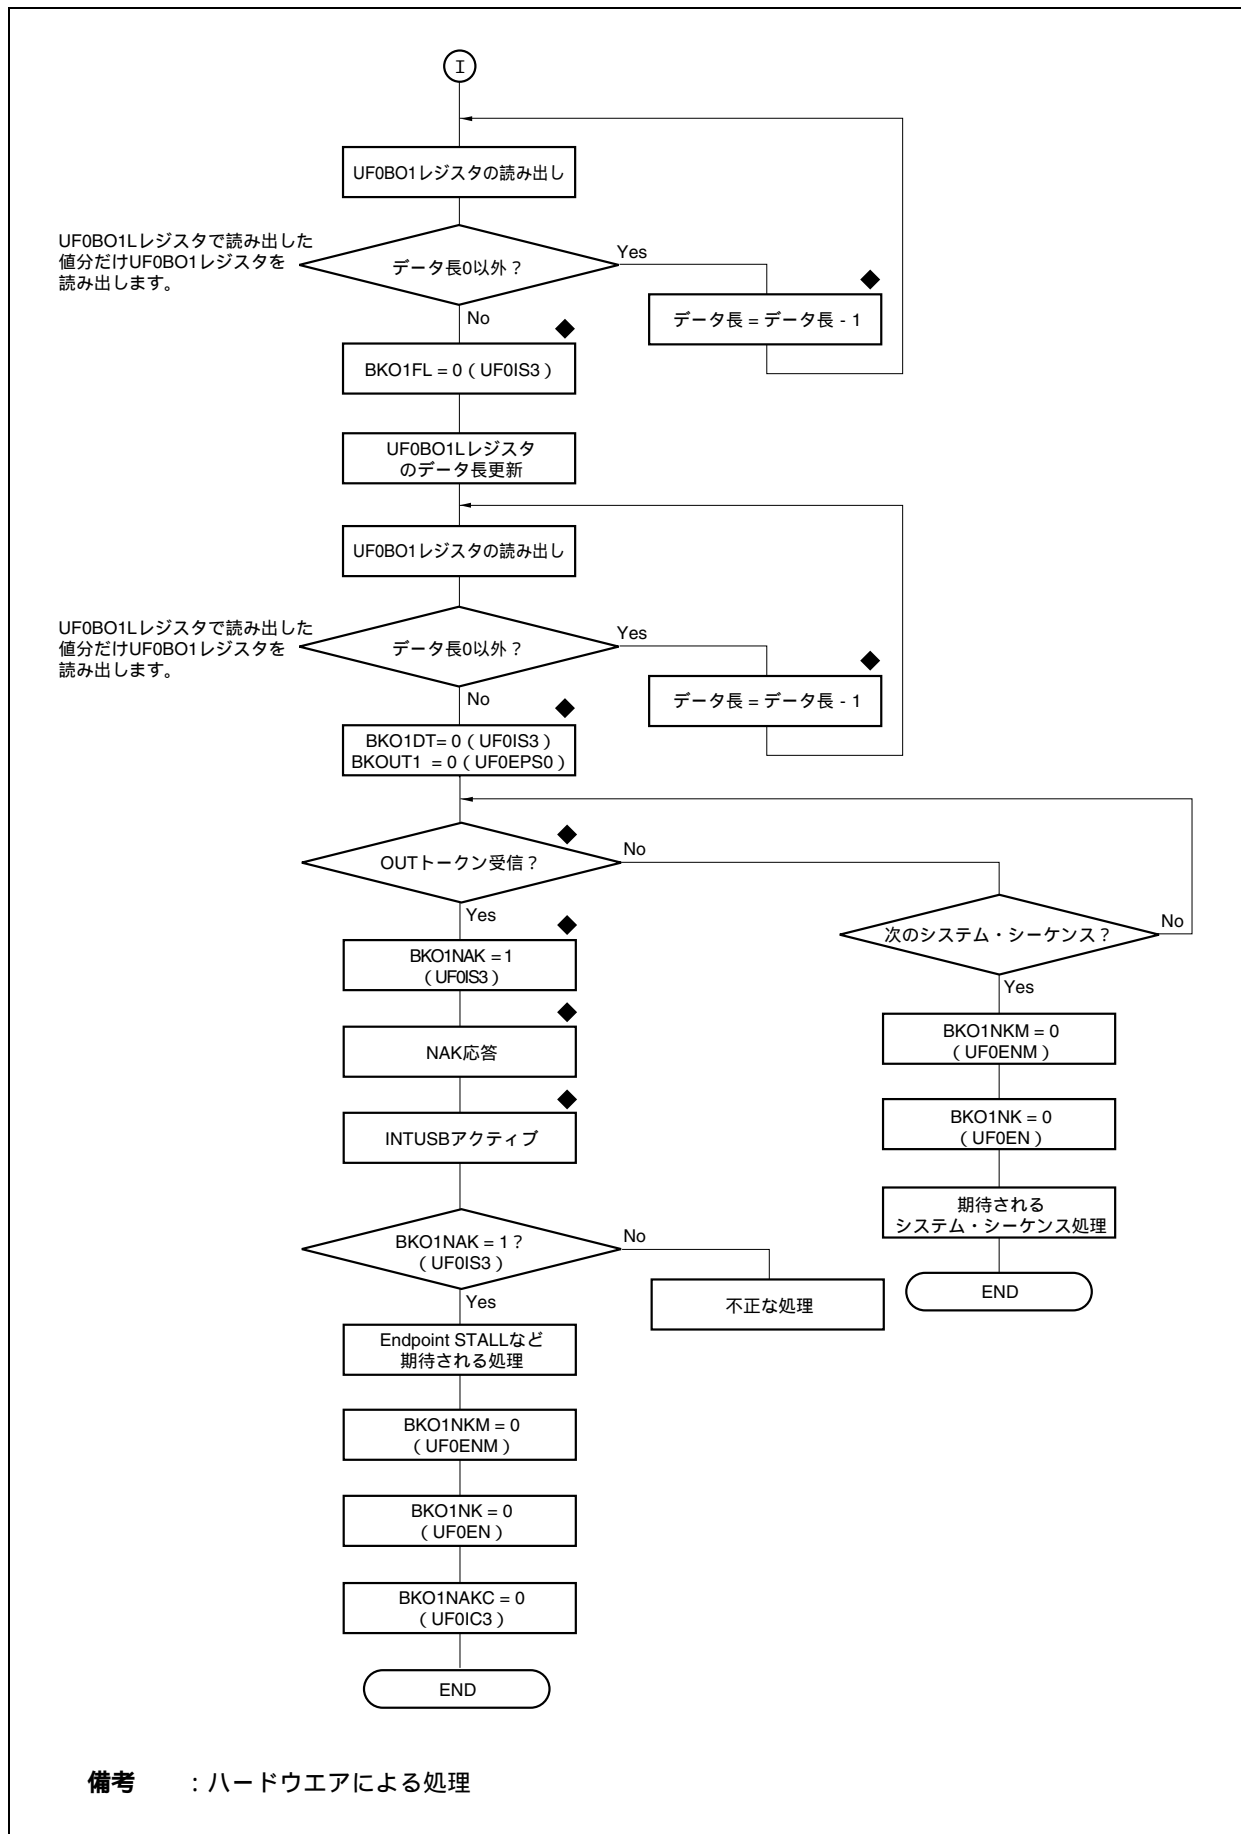 I
UF0BO1レジスタの読み出し
UF0BO1Lレジスタで読み出した
値分だけUF0BO1レジスタを
読み出します。
データ長0以外？
Yes
データ長 = データ長 - 1
No
BKO1FL = 0（UF0IS3）
UF0BO1Lレジスタ
のデータ長更新
UF0BO1レジスタの読み出し
UF0BO1Lレジスタで読み出した
値分だけUF0BO1レジスタを
読み出します。
データ長0以外？
Yes
データ長 = データ長 - 1
No
BKO1DT= 0（UF0IS3）
BKOUT1 = 0（UF0EPS0）
OUTトークン受信？
No
Yes
次のシステム・シーケンス？
No
Yes
BKO1NAK = 1
（UF0IS3）
NAK応答
INTUSBアクティブ
BKO1NKM = 0
（UF0ENM）
BKO1NK = 0
（UF0EN）
期待される
システム・シーケンス処理
END
BKO1NAK = 1？
（UF0IS3）
No
不正な処理
Yes
Endpoint STALLなど
期待される処理
BKO1NKM = 0
（UF0ENM）
BKO1NK = 0
（UF0EN）
BKO1NAKC = 0
（UF0IC3）
END
備考　：ハードウエアによる処理